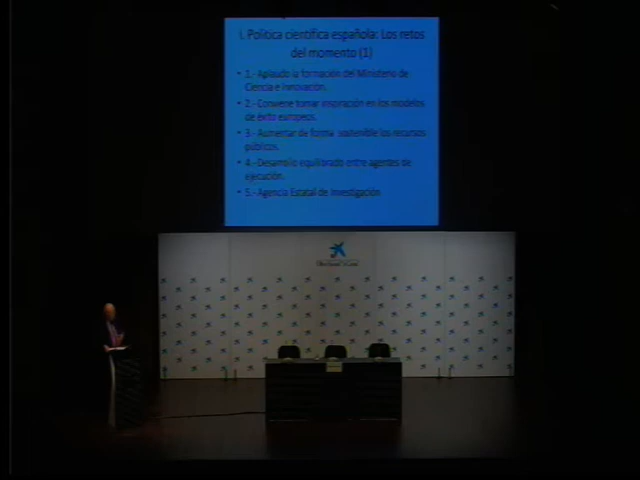 I. Política científica española: Los retos
del momento (1)
• 1.- Aplaudo la formación del Ministerio de
Ciencia e Innovación.
• 2.- Conviene tomar inspiración en los modelos
de éxito europeos.
• 3.- Aumentar de forma sostenible los recursos
públicos.
• 4.- Desarrollo equilibrado entre agentes de
ejecución.
• 5.- Agencia Estatal de Investigación